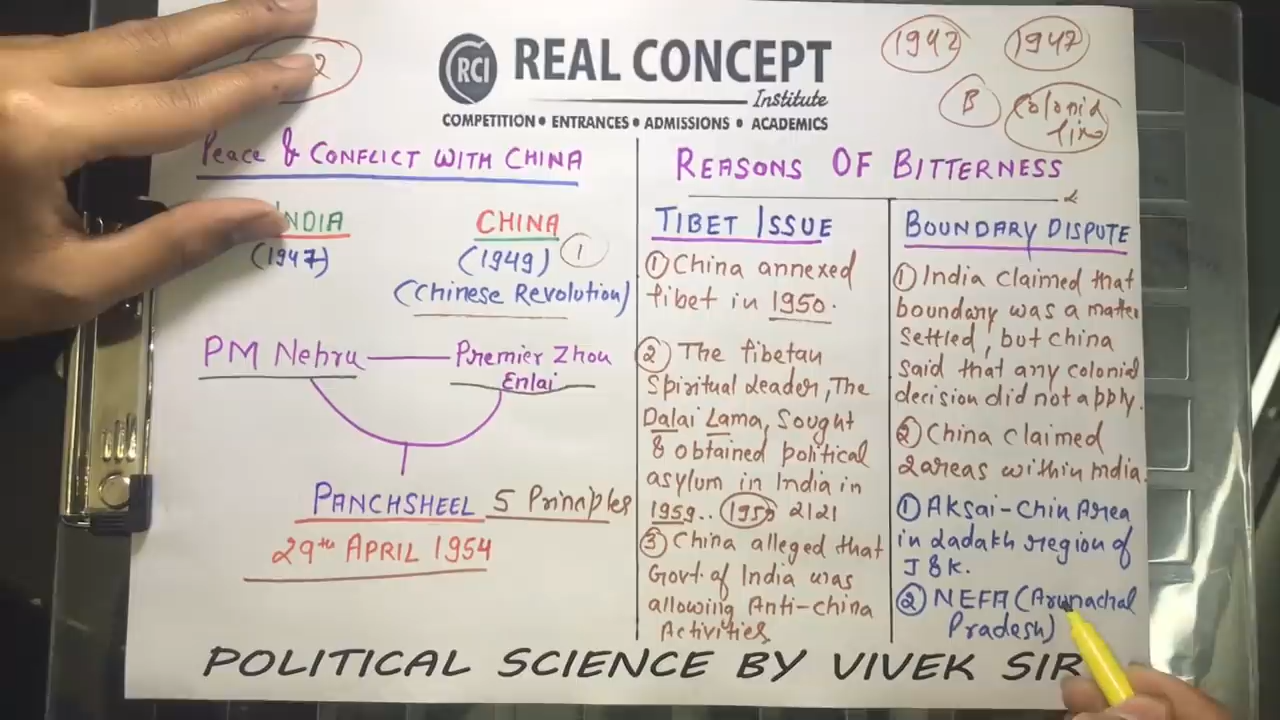 RCI
REAL CONCEPT
Institute
COMPETITION • ENTRANCES • ADMISSIONS • ACADEMICS
2
1942
1947
B
Peace & CONFLICT WITH CHINA
INDIA
(1947)
CHINA
(1949) 1
(Chinese Revolution)
PM Nehru
Premier Zhou
Enlai
PANCHSHEEL 5 Prinples
29th APRIL 1954
REASONS OF BITTERNESS
TIBET ISSUE
① China annexed
tibet in 1950.
② The tibetan
Spiritual leader, The
Dalai Lama, Sought
& obtained political
asylum in India in
1959.. 1959
③ China alleged that
Govt. of India was
allowing Anti-china
Activities
BOUNDARY DISPUTE
① India claimed that
boundary was a matter
Settled, but china
said that any colonial
decision did not apply.
② China claimed
2 areas within India.
① Aksai-Chin Area
in Ladakh region of
J & K.
② NEFA (Arunachal
Pradesh)
POLITICAL SCIENCE BY VIVEK SIR